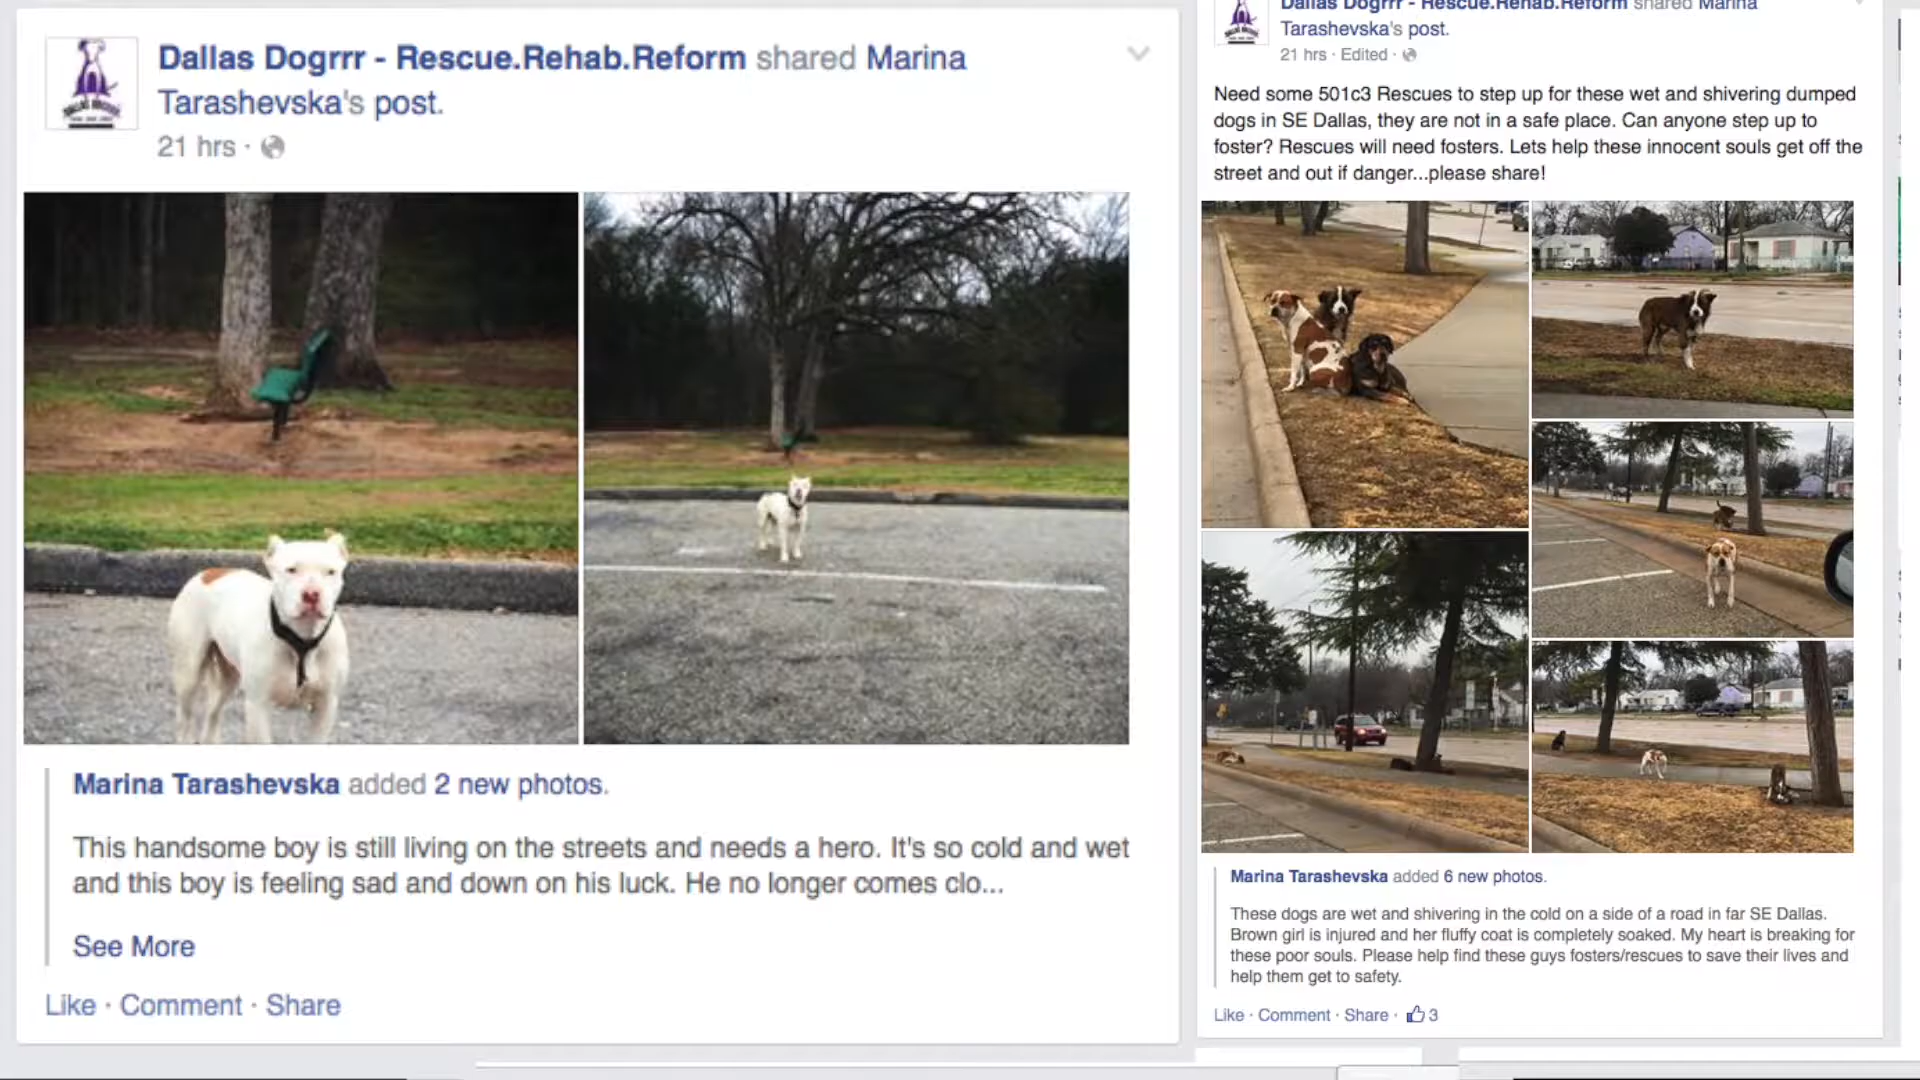 Dallas Dogrrr - Rescue.Rehab.Reform shared Marina
Tarashevska's post.
21 hrs ·
Marina Tarashevska added 2 new photos.
This handsome boy is still living on the streets and needs a hero. It's so cold and wet
and this boy is feeling sad and down on his luck. He no longer comes clo...
See More
Like · Comment · Share
Dallas Dogrrr - Rescue.Rehab.Reform shared Marina
Tarashevska's post.
21 hrs · Edited ·
Need some 501c3 Rescues to step up for these wet and shivering dumped
dogs in SE Dallas, they are not in a safe place. Can anyone step up to
foster? Rescues will need fosters. Lets help these innocent souls get off the
street and out if danger...please share!
Marina Tarashevska added 6 new photos.
These dogs are wet and shivering in the cold on a side of a road in far SE Dallas.
Brown girl is injured and her fluffy coat is completely soaked. My heart is breaking for
these poor souls. Please help find these guys fosters/rescues to save their lives and
help them get to safety.
Like · Comment · Share · 3